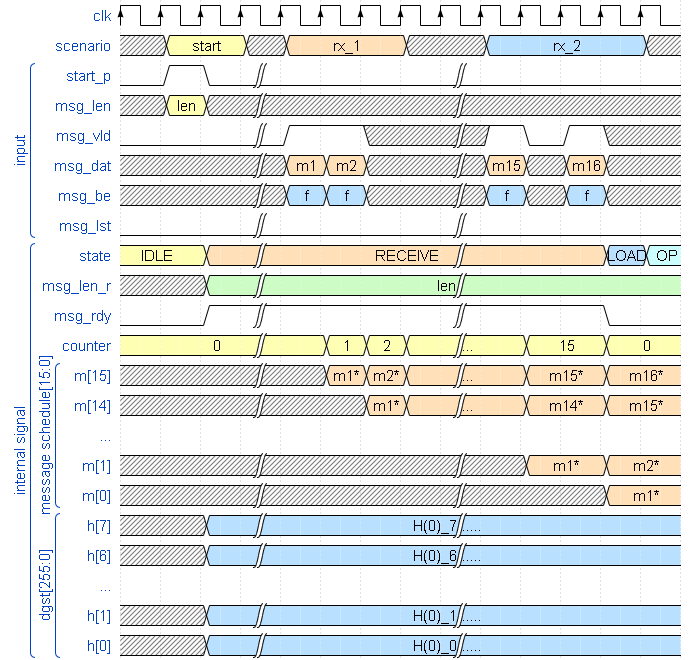 clk
scenario start rx_1 rx_2
input
start_p
msg_len len
msg_vld
msg_dat m1 m2 m15 m16
msg_be f f f f
msg_lst
internal signal
state IDLE RECEIVE LOAD OP
msg_len_r len
msg_rdy
counter 0 1 2 ... 15 0
message schedule[15:0]
m[15] m1* m2* ... m15* m16*
m[14] m1* ... m14* m15*
...
m[1] m1* m2*
m[0] m1*
dgst[255:0]
h[7] H(0)_7.....
h[6] H(0)_6.....
...
h[1] H(0)_1.....
h[0] H(0)_0.....